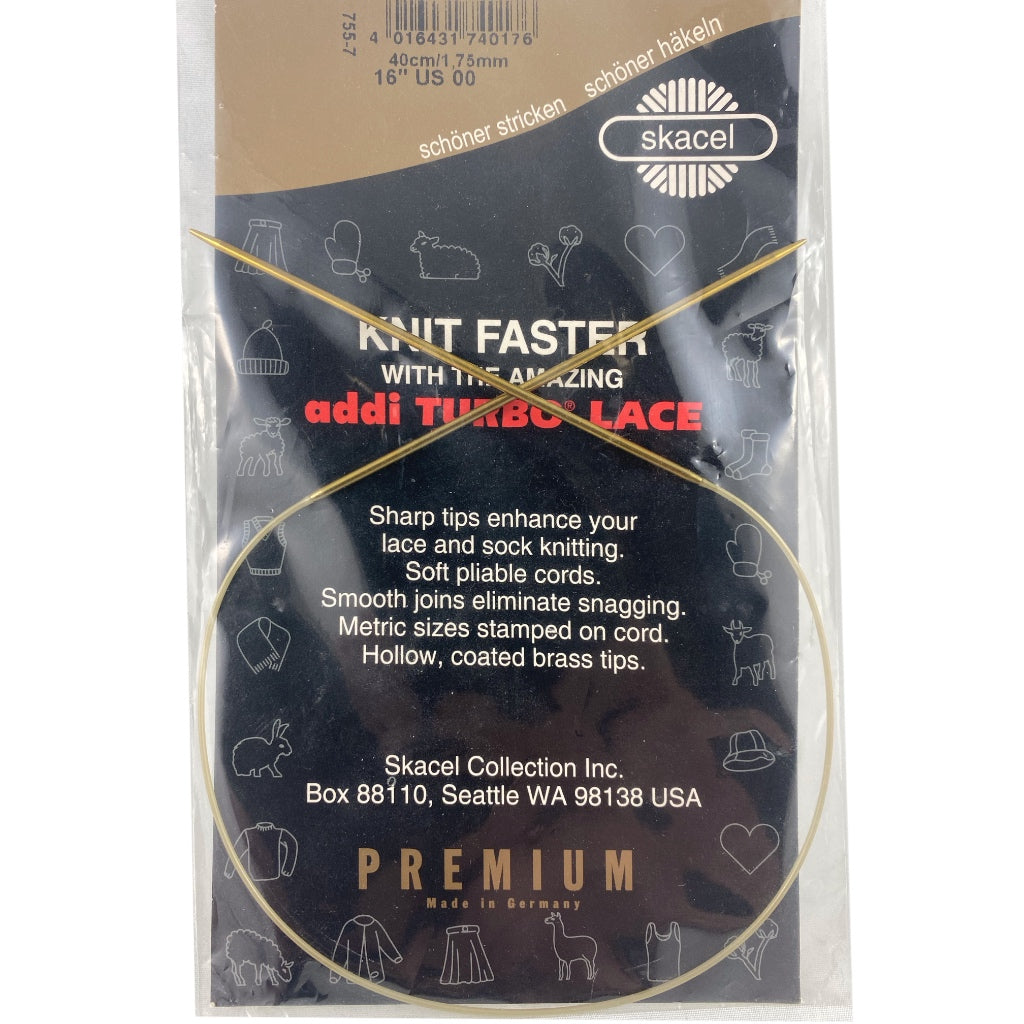 755-7
4 016431 740176
40cm/1,75mm
16" US 00
schöner stricken schöner häkeln
skacel
KNIT FASTER
WITH THE AMAZING
addi TURBO® LACE
Sharp tips enhance your
lace and sock knitting.
Soft pliable cords.
Smooth joins eliminate snagging.
Metric sizes stamped on cord.
Hollow, coated brass tips.
Skacel Collection Inc.
Box 88110, Seattle WA 98138 USA
PREMIUM
Made in Germany